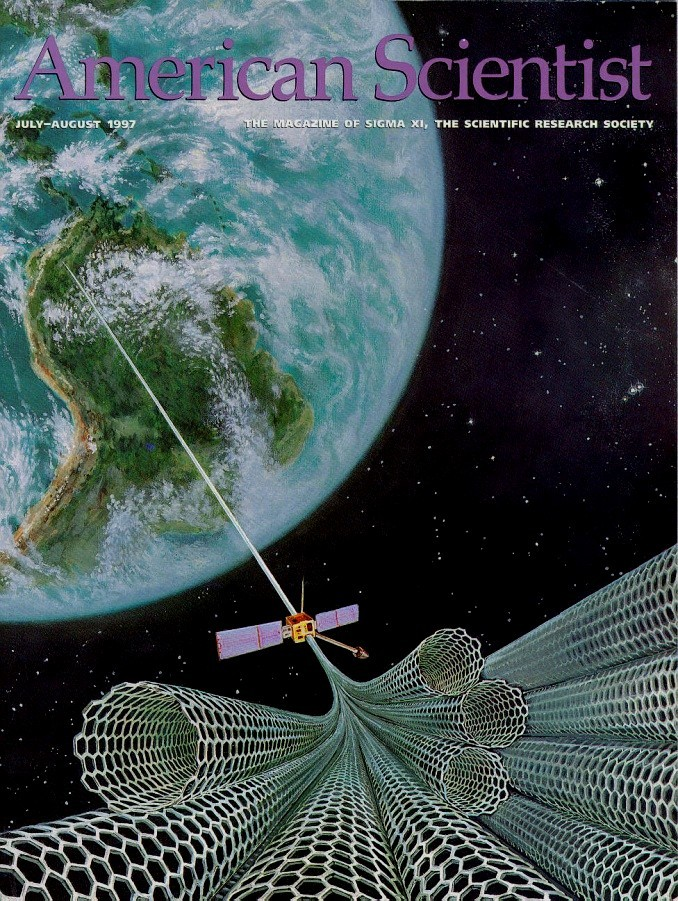 American Scientist
JULY–AUGUST 1997
THE MAGAZINE OF SIGMA XI, THE SCIENTIFIC RESEARCH SOCIETY